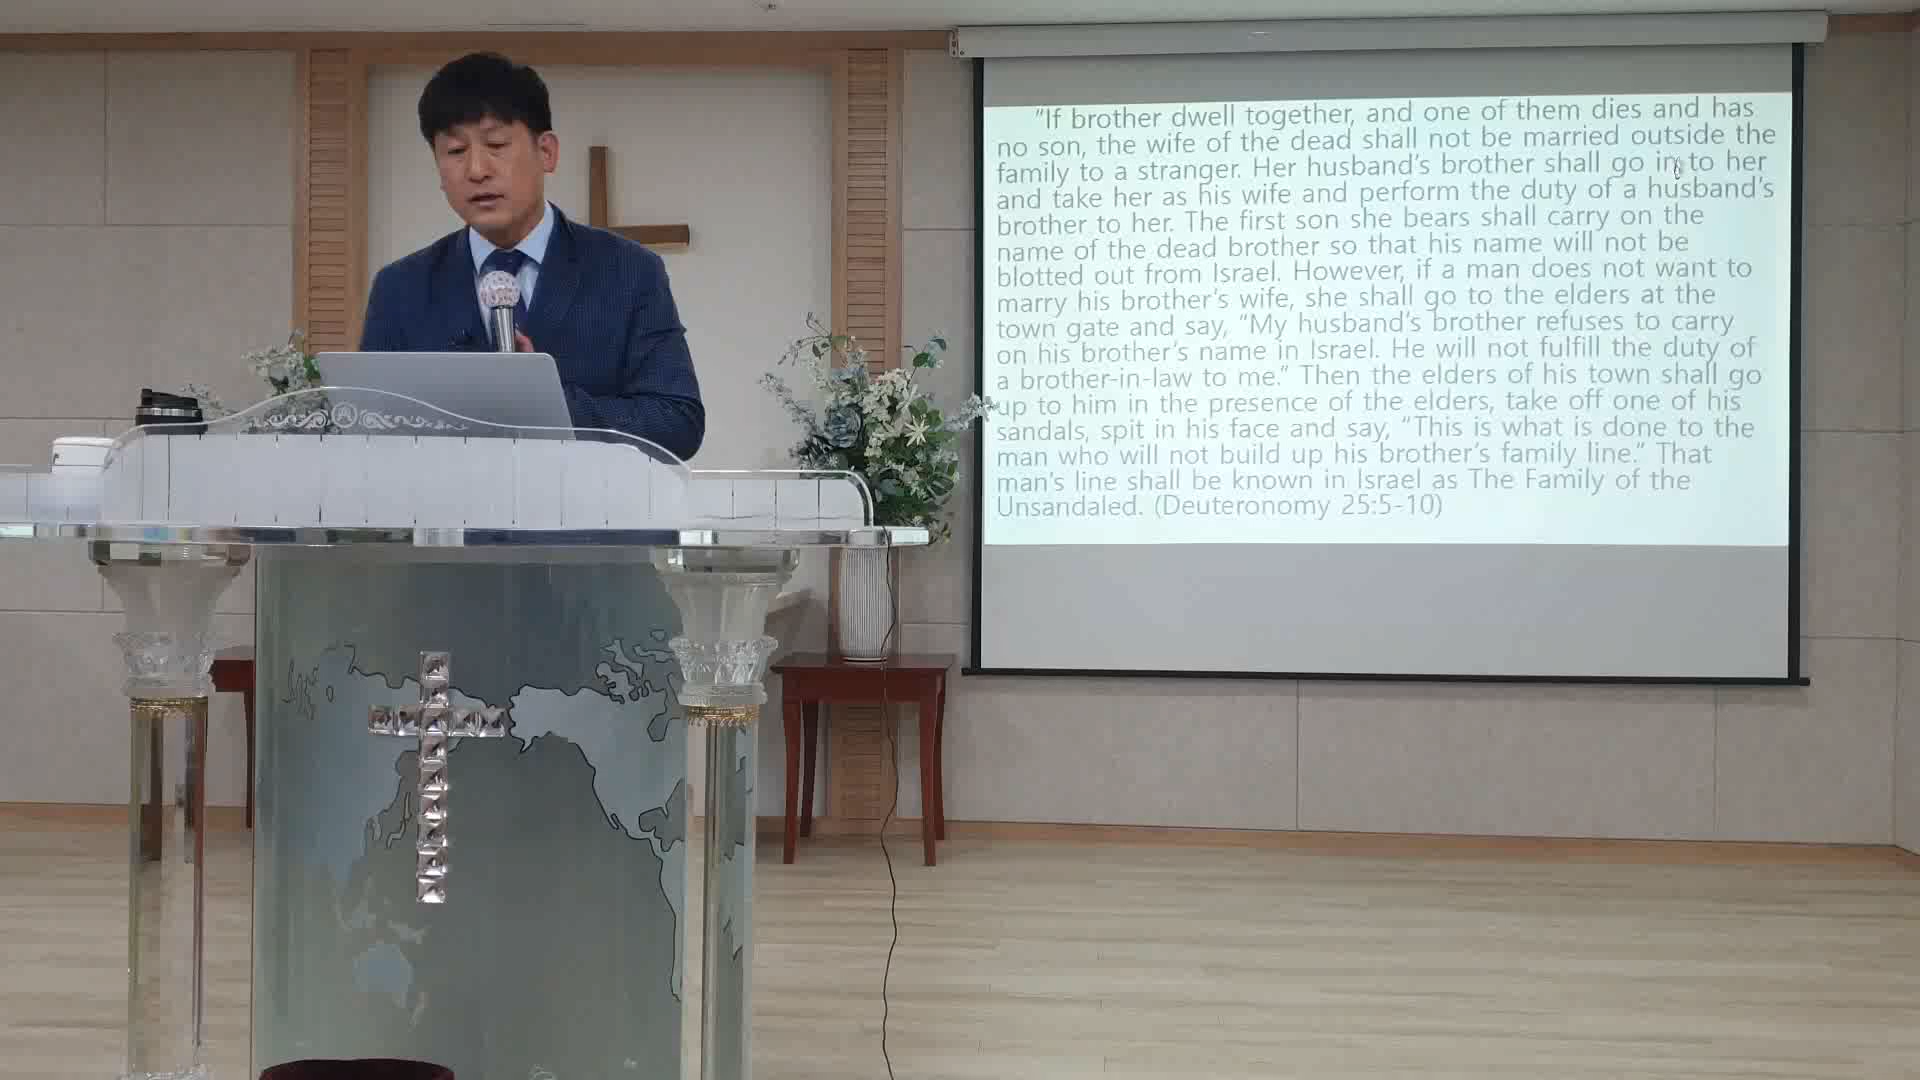 "If brother dwell together, and one of them dies and has
no son, the wife of the dead shall not be married outside the
family to a stranger. Her husband's brother shall go in to her
and take her as his wife and perform the duty of a husband's
brother to her. The first son she bears shall carry on the
name of the dead brother so that his name will not be
blotted out from Israel. However, if a man does not want to
marry his brother's wife, she shall go to the elders at the
town gate and say, "My husband's brother refuses to carry
on his brother's name in Israel. He will not fulfill the duty of
a brother-in-law to me." Then the elders of his town shall go
up to him in the presence of the elders, take off one of his
sandals, spit in his face and say, "This is what is done to the
man who will not build up his brother's family line." That
man's line shall be known in Israel as The Family of the
Unsandaled. (Deuteronomy 25:5-10)